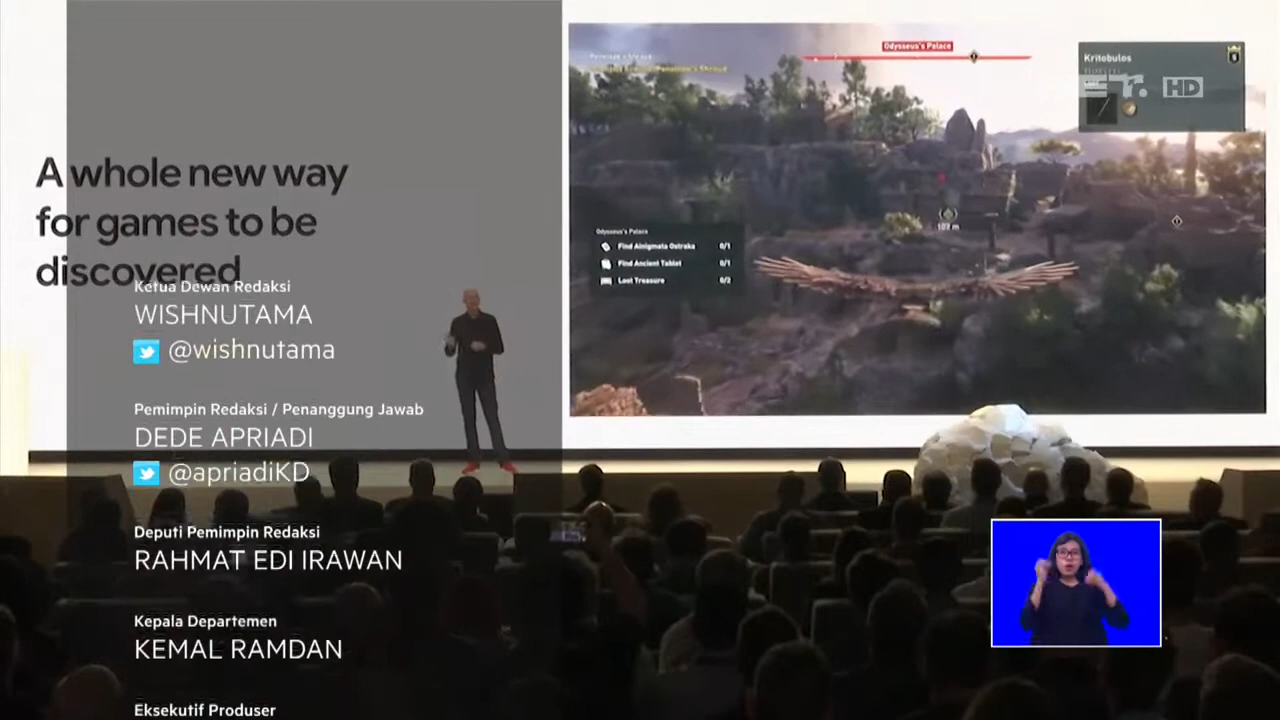 A whole new way
for games to be
discovered
Ketua Dewan Redaksi
WISHNUTAMA
@wishnutama
Pemimpin Redaksi / Penanggung Jawab
DEDE APRIADI
@apriadiKD
Deputi Pemimpin Redaksi
RAHMAT EDI IRAWAN
Kepala Departemen
KEMAL RAMDAN
Eksekutif Produser
Odysseus's Palace
Kritobulos
HD
Odysseus's Palace
Find Ainigmata Ostraka 0/1
Find Ancient Tablet 0/1
Loot Treasure 0/2